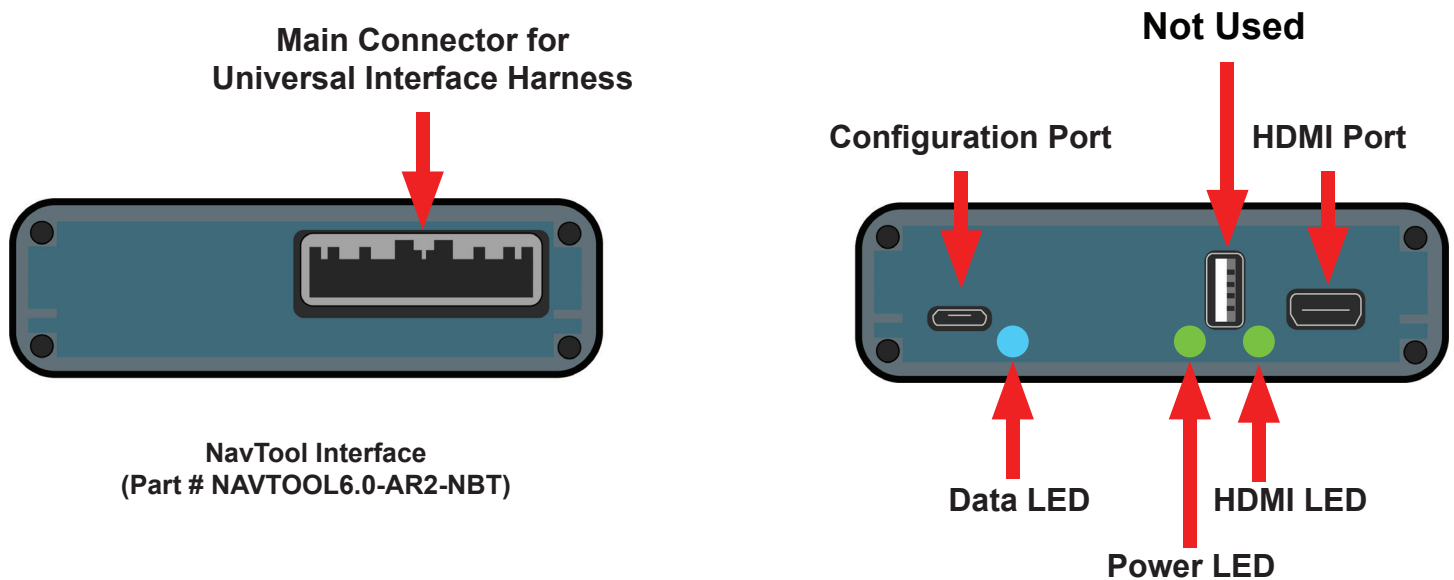 Main Connector for
Universal Interface Harness
NavTool Interface
(Part # NAVTOOL6.0-AR2-NBT)
Not Used
Configuration Port
HDMI Port
Data LED
HDMI LED
Power LED